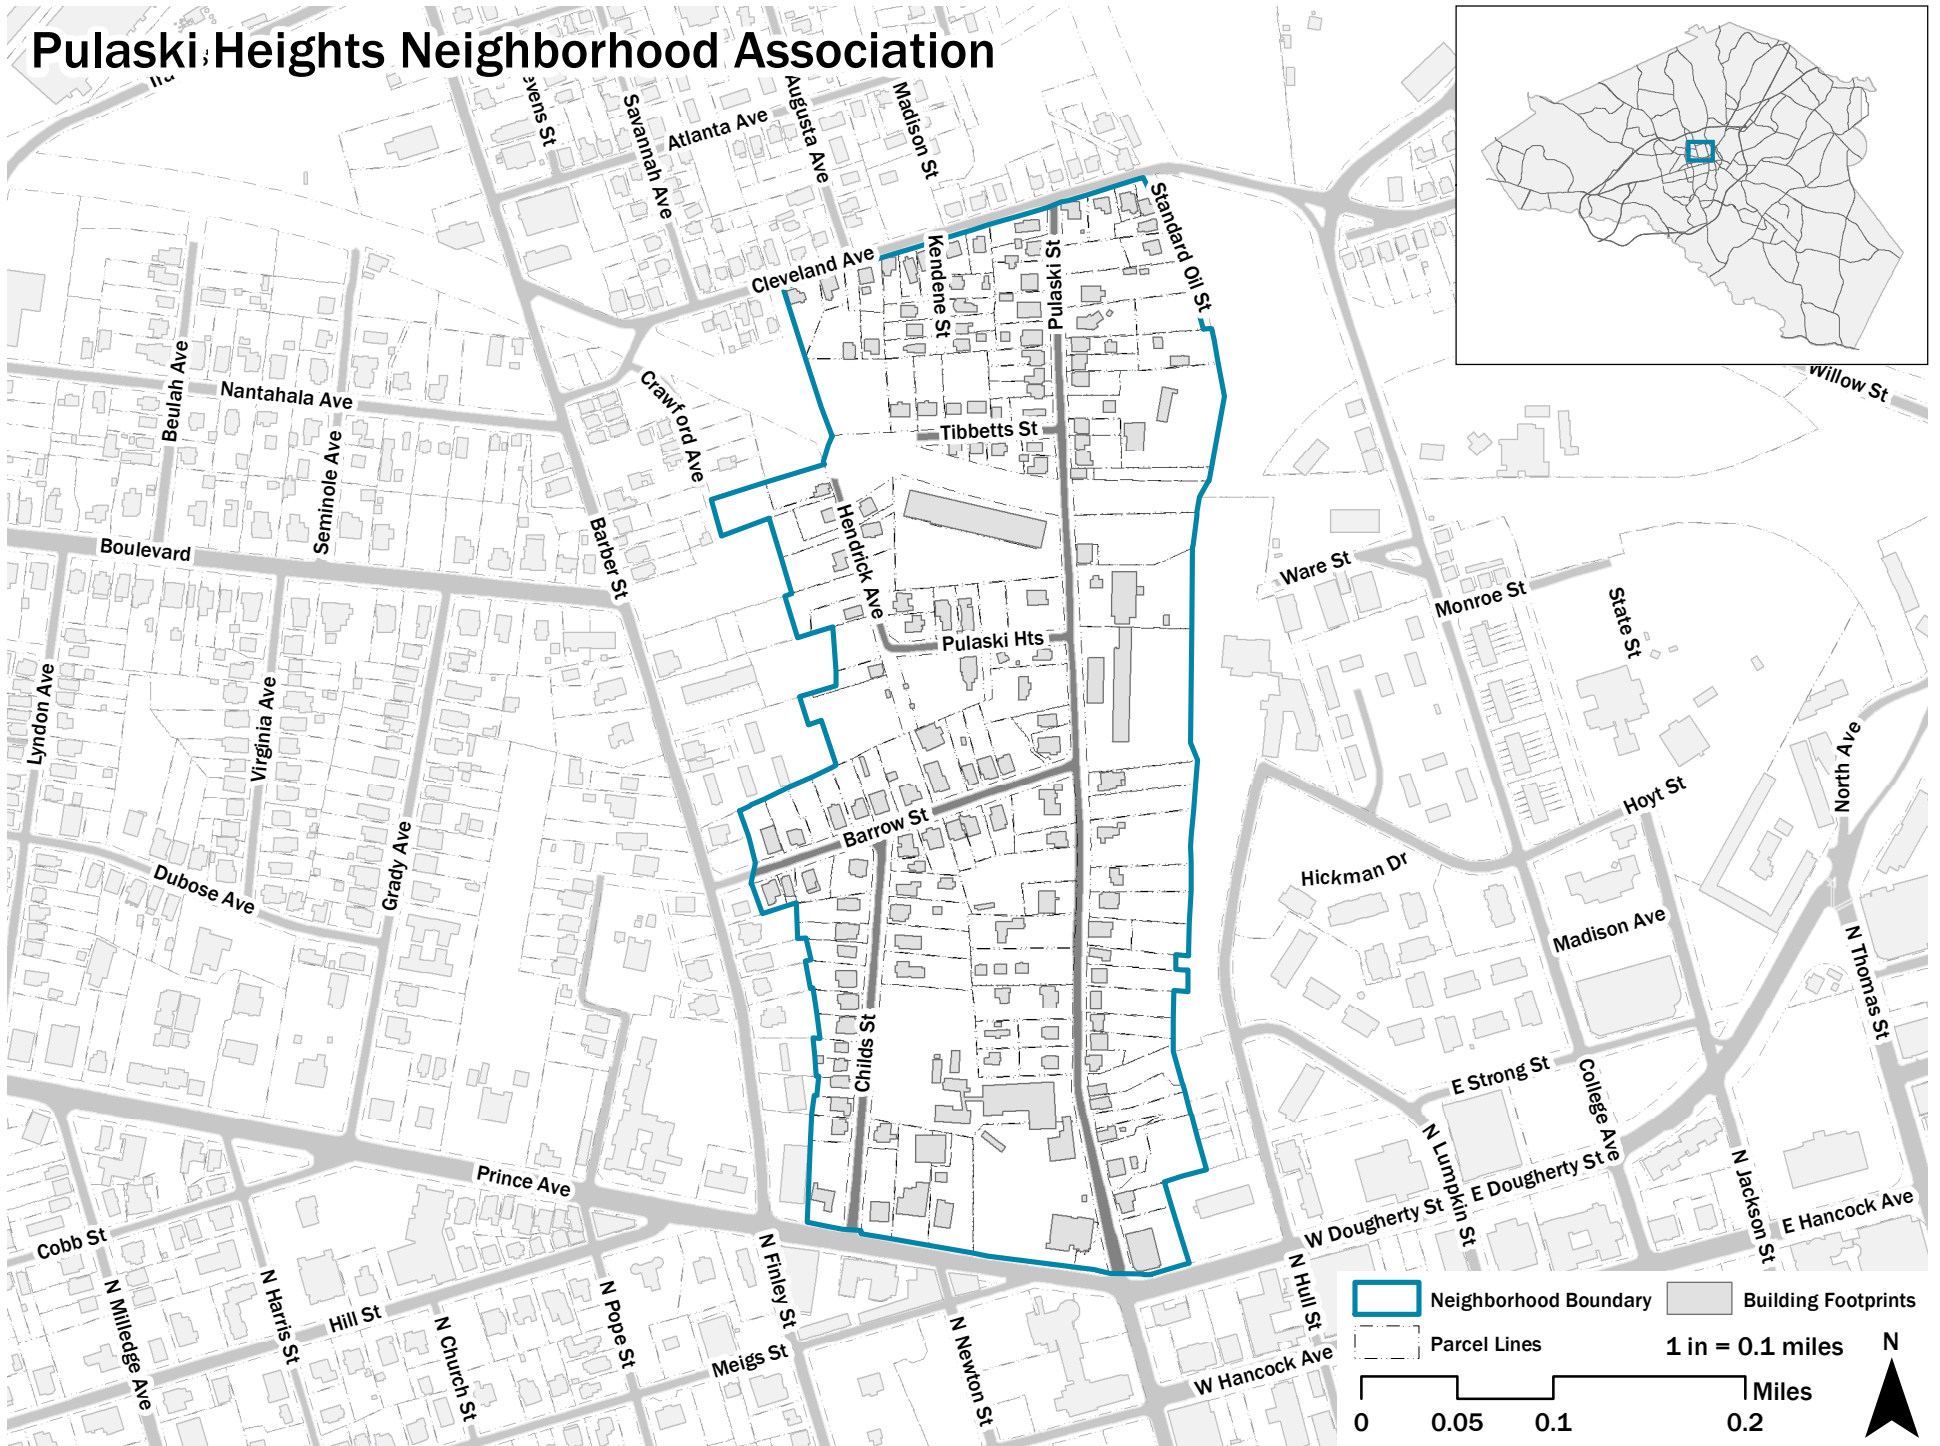 Pulaski Heights Neighborhood Association
Savannah Ave
Atlanta Ave
Augusta Ave
Madison St
Standard Oil St
Cleveland Ave
Kendene St
Pulaski St
Willow St
Beulah Ave
Nantahala Ave
Seminole Ave
Crawford Ave
Tibbetts St
Boulevard
Barber St
Hendrick Ave
Ware St
Monroe St
State St
Pulaski Hts
Lyndon Ave
Virginia Ave
Grady Ave
Dubose Ave
Barrow St
Hoyt St
North Ave
Hickman Dr
Madison Ave
N Thomas St
Childs St
E Strong St
College Ave
N Lumpkin St
E Dougherty St
W Dougherty St
N Jackson St
E Hancock Ave
Prince Ave
Cobb St
N Milledge Ave
N Harris St
Hill St
N Church St
N Pope St
N Finley St
Meigs St
N Newton St
N Hull St
W Hancock Ave
Neighborhood Boundary
Building Footprints
Parcel Lines
1 in = 0.1 miles
N
Miles
0 0.05 0.1 0.2